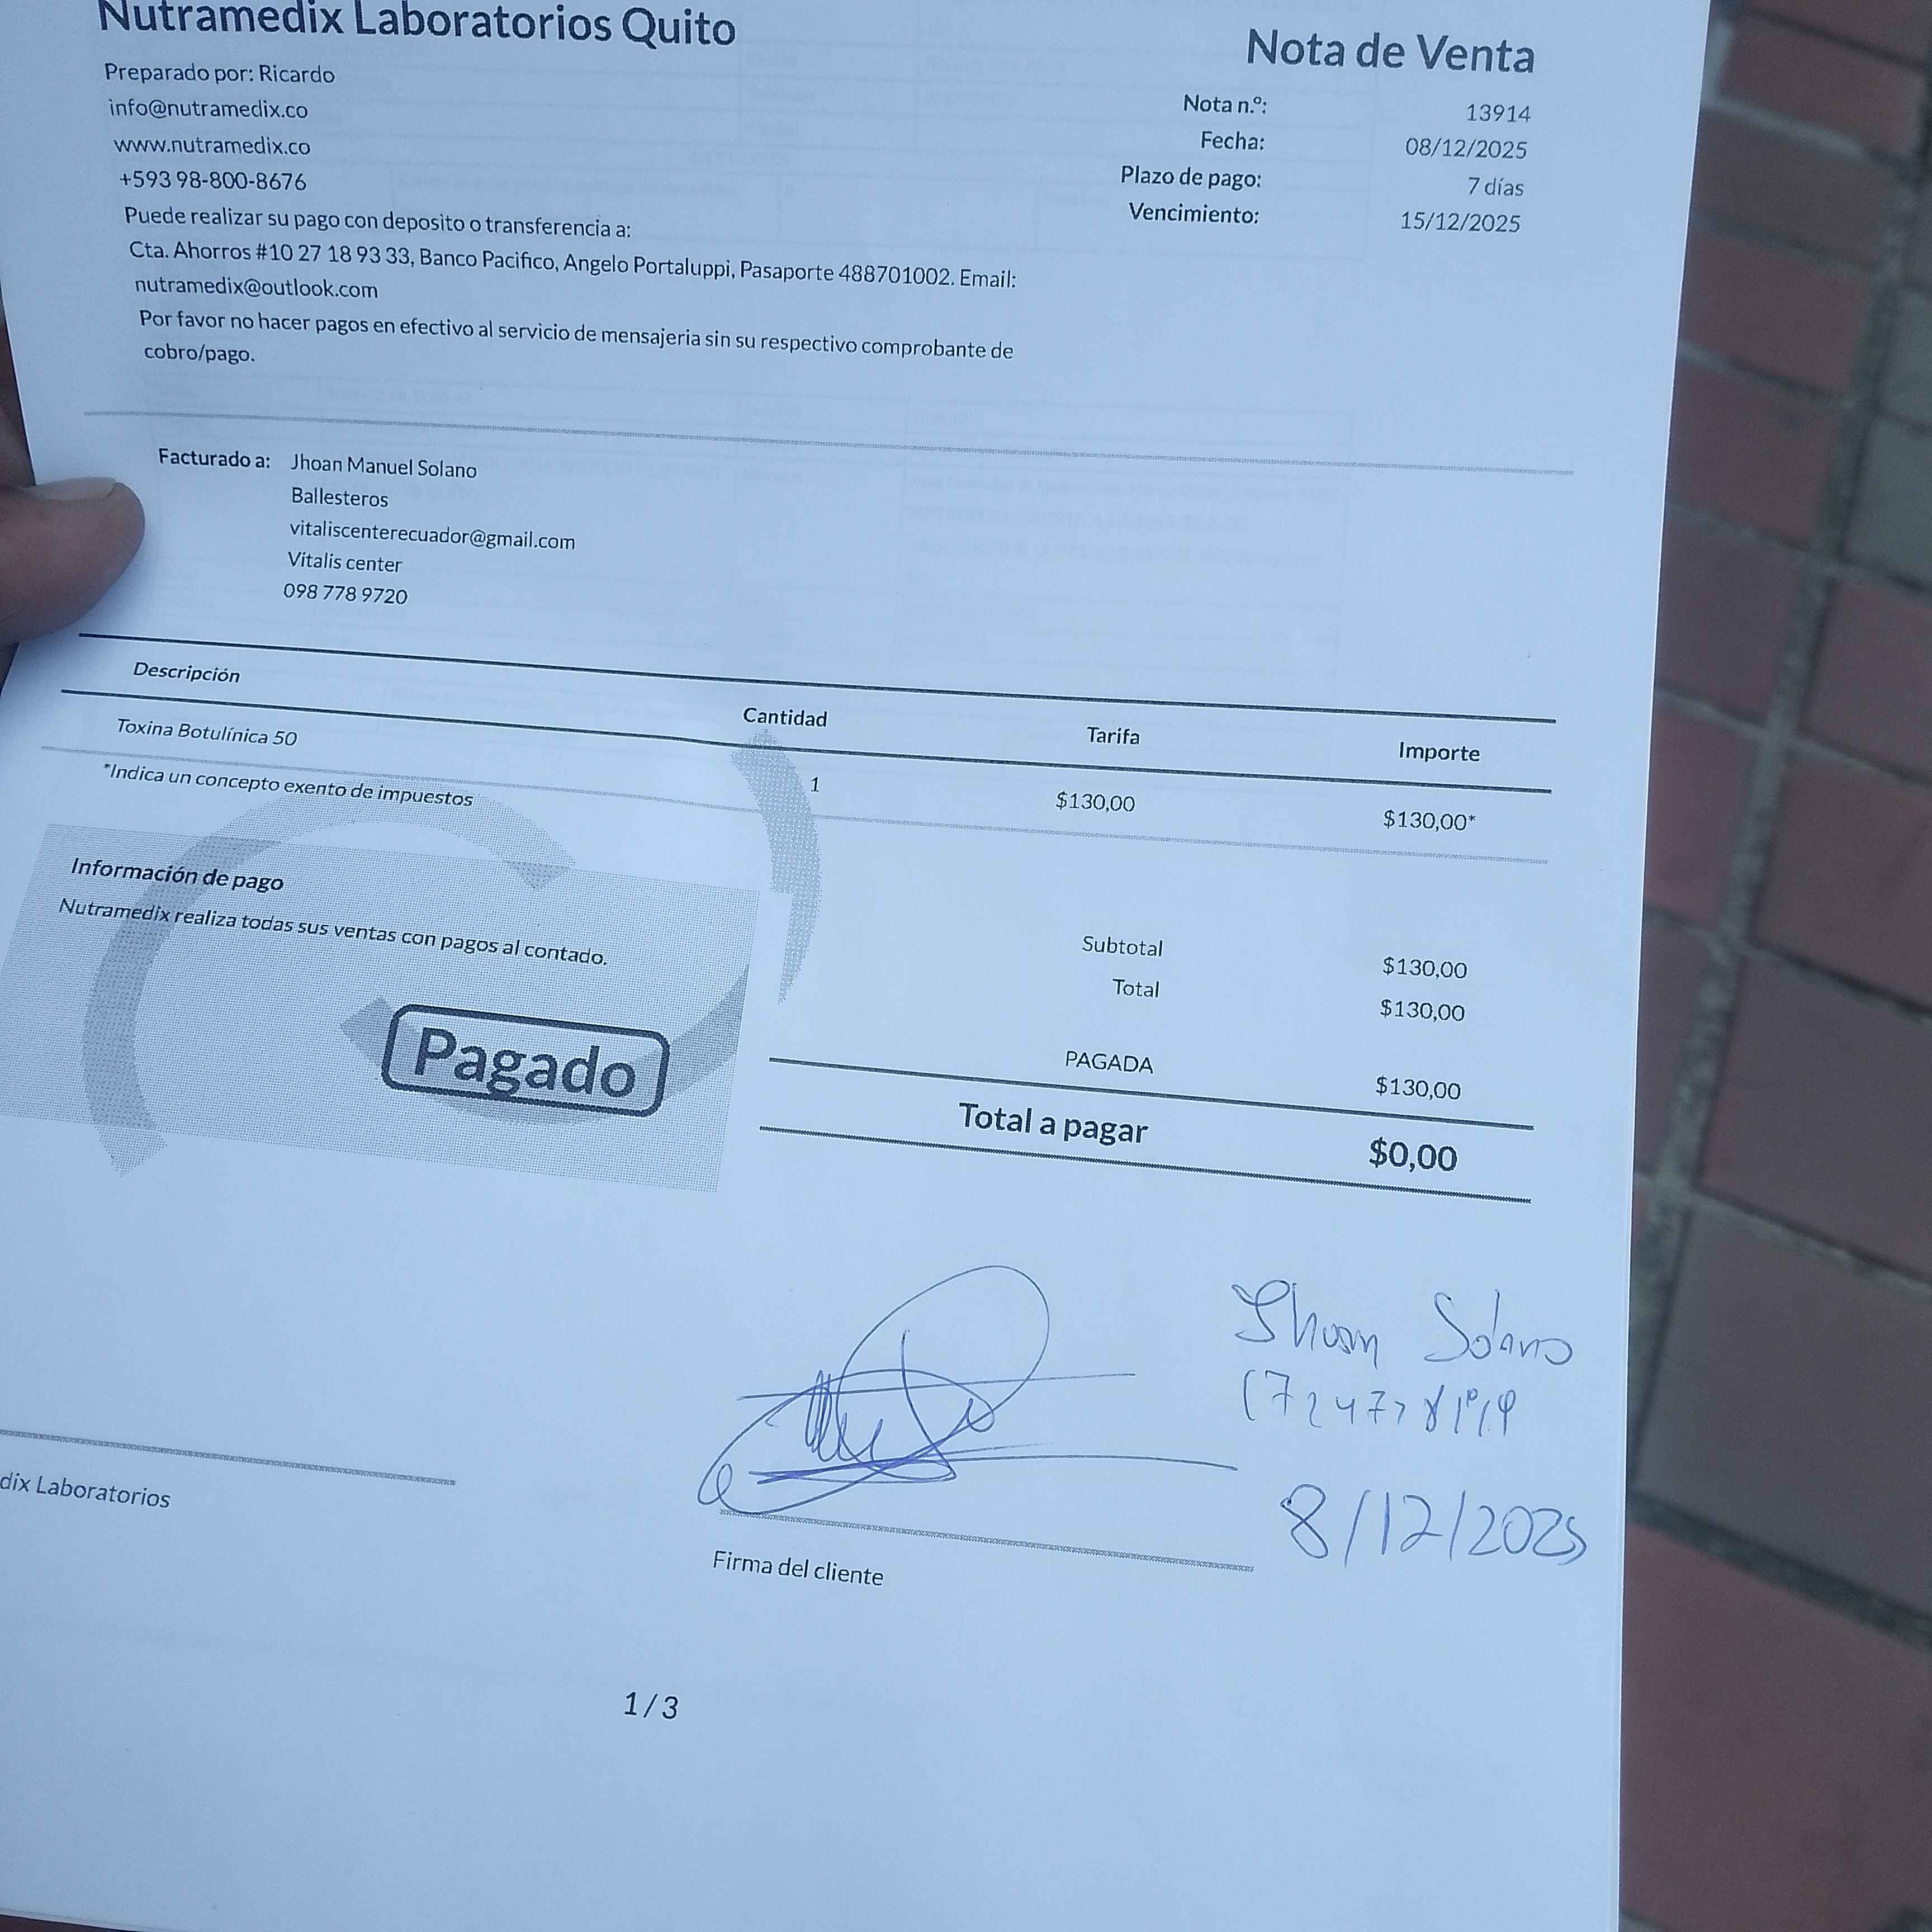 Nutramedix Laboratorios Quito
Preparado por: Ricardo
info@nutramedix.co
www.nutramedix.co
+593 98-800-8676
Puede realizar su pago con deposito o transferencia a:
Cta. Ahorros #10 27 18 93 33, Banco Pacifico, Angelo Portaluppi, Pasaporte 488701002. Email:
nutramedix@outlook.com
Por favor no hacer pagos en efectivo al servicio de mensajeria sin su respectivo comprobante de
cobro/pago.
Nota de Venta
Nota n.º: 13914
Fecha: 08/12/2025
Plazo de pago: 7 días
Vencimiento: 15/12/2025
Facturado a: Jhoan Manuel Solano
Ballesteros
vitaliscenterecuador@gmail.com
Vitalis center
098 778 9720
Descripción Cantidad Tarifa Importe
Toxina Botulínica 50 1 $130,00 $130,00*
*Indica un concepto exento de impuestos
Información de pago
Nutramedix realiza todas sus ventas con pagos al contado.
Pagado
Subtotal $130,00
Total $130,00
PAGADA $130,00
Total a pagar $0,00
Jhoan Solano
8/12/2025
dix Laboratorios
Firma del cliente
1 / 3